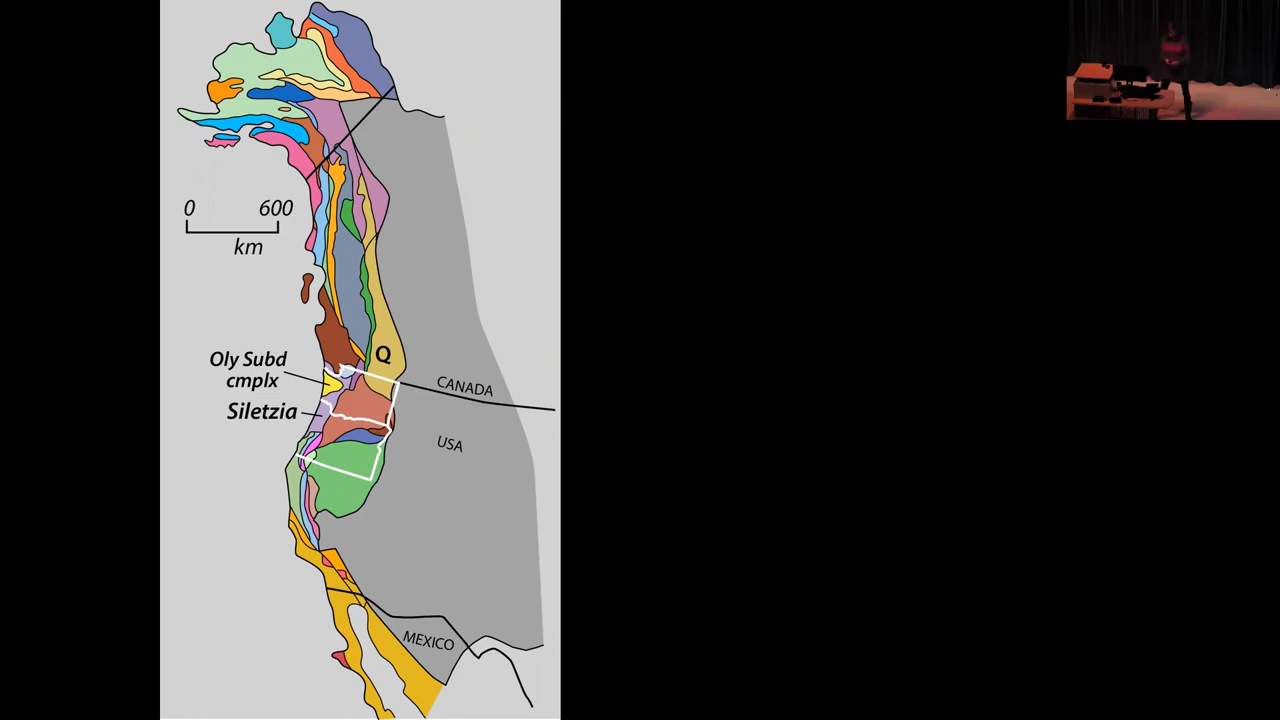 0 600
km
Q
Oly Subd
cmplx
Siletzia
CANADA
USA
MEXICO